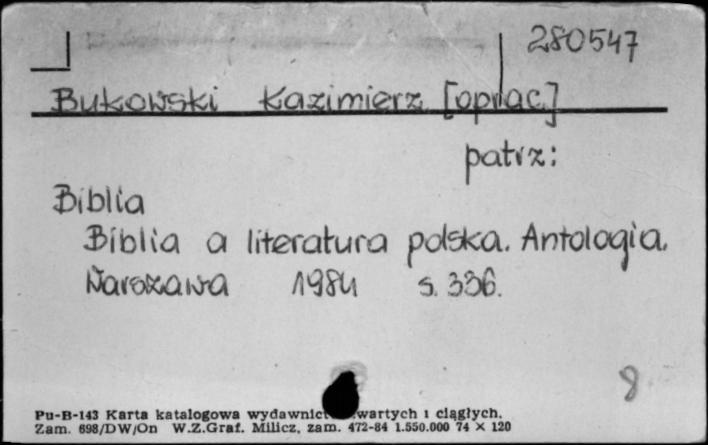 280547
Bukowski Kazimierz [oprac.]
patrz:
Biblia
Biblia a literatura polska. Antologia.
Warszawa 1984 s. 336.
8.
Pu-B-143 Karta katalogowa wydawnict wartych i ciągłych.
Zam. 698/DW/On W.Z.Graf. Milicz, zam. 472-84 1.550.000 74 × 120